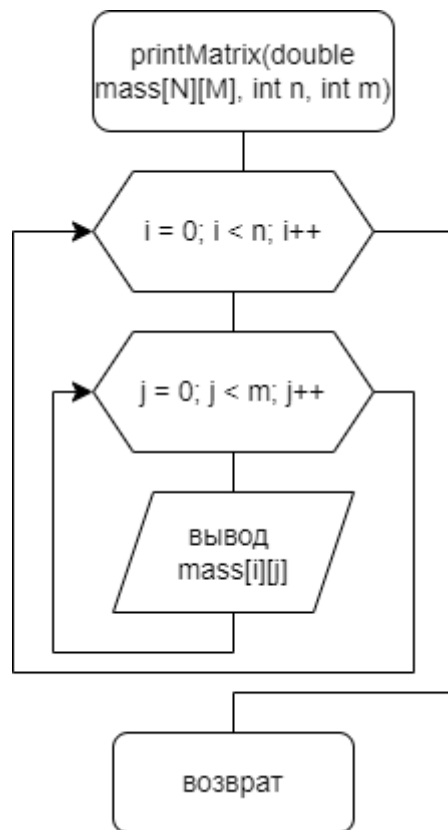 printMatrix(double
mass[N][M], int n, int m)
i = 0; i < n; i++
j = 0; j < m; j++
вывод
mass[i][j]
возврат